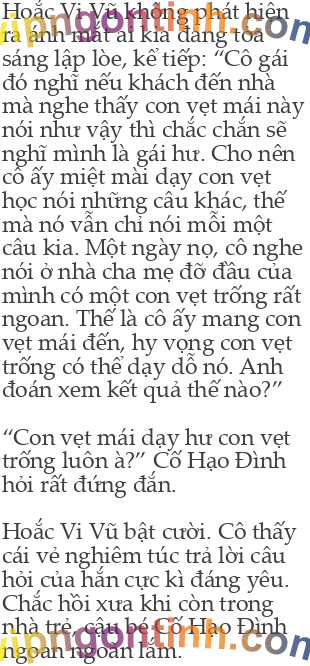 Hoắc Vi Vũ không phát hiện
ra ánh mắt ai kia đang tỏa
sáng lập lòe, kể tiếp: “Cô gái
đó nghĩ nếu khách đến nhà
mà nghe thấy con vẹt mái này
nói như vậy thì chắc chắn sẽ
nghĩ mình là gái hư. Cho nên
cô ấy miệt mài dạy con vẹt
học nói những câu khác, thế
mà nó vẫn chỉ nói mỗi một
câu kia. Một ngày nọ, cô nghe
nói ở nhà cha mẹ đỡ đầu của
mình có một con vẹt trống rất
ngoan. Thế là cô ấy mang con
vẹt mái đến, hy vọng con vẹt
trống có thể dạy dỗ nó. Anh
đoán xem kết quả thế nào?”
“Con vẹt mái dạy hư con vẹt
trống luôn à?” Cố Hạo Đình
hỏi rất đứng đắn.
Hoắc Vi Vũ bật cười. Cô thấy
cái vẻ nghiêm túc trả lời câu
hỏi của hắn cực kì đáng yêu.
Chắc hồi xưa khi còn trong
nhà trẻ, cậu bé Cố Hạo Đình
ngoan ngoãn lắm.